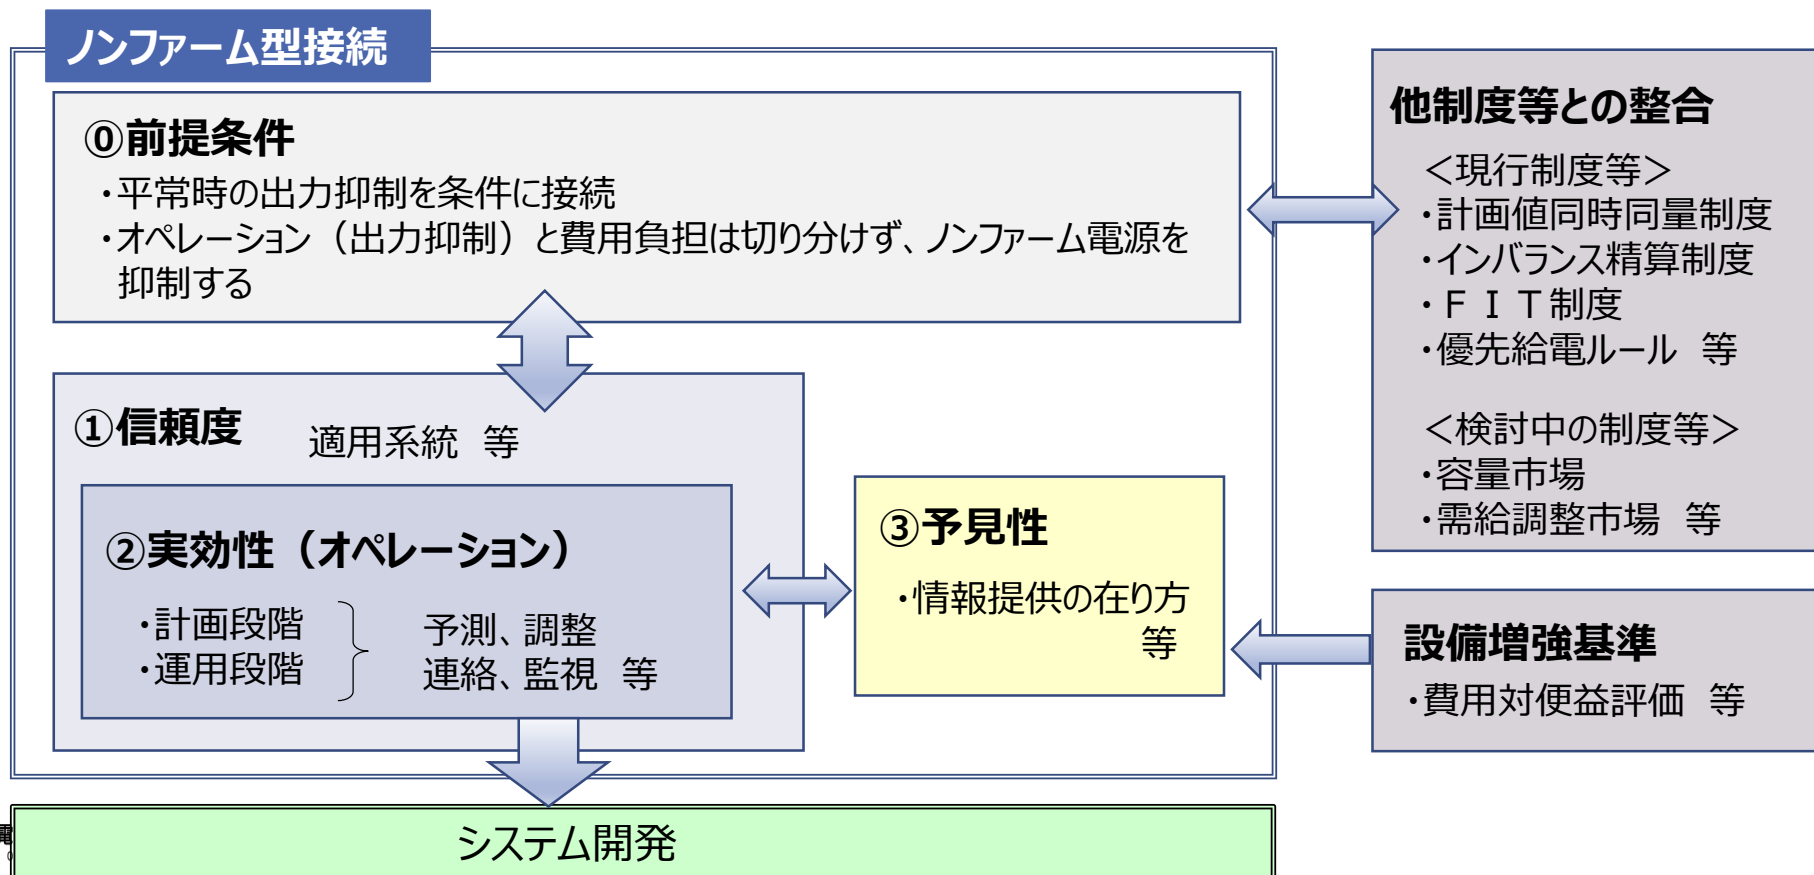 ノンファーム型接続
⓪前提条件
・平常時の出力抑制を条件に接続
・オペレーション（出力抑制）と費用負担は切り分けず、ノンファーム電源を
抑制する
①信頼度
適用系統 等
②実効性（オペレーション）
・計画段階
・運用段階
予測、調整
連絡、監視 等
③予見性
・情報提供の在り方
等
他制度等との整合
＜現行制度等＞
・計画値同時同量制度
・インバランス精算制度
・ＦＩＴ制度
・優先給電ルール 等
＜検討中の制度等＞
・容量市場
・需給調整市場 等
設備増強基準
・費用対便益評価 等
システム開発